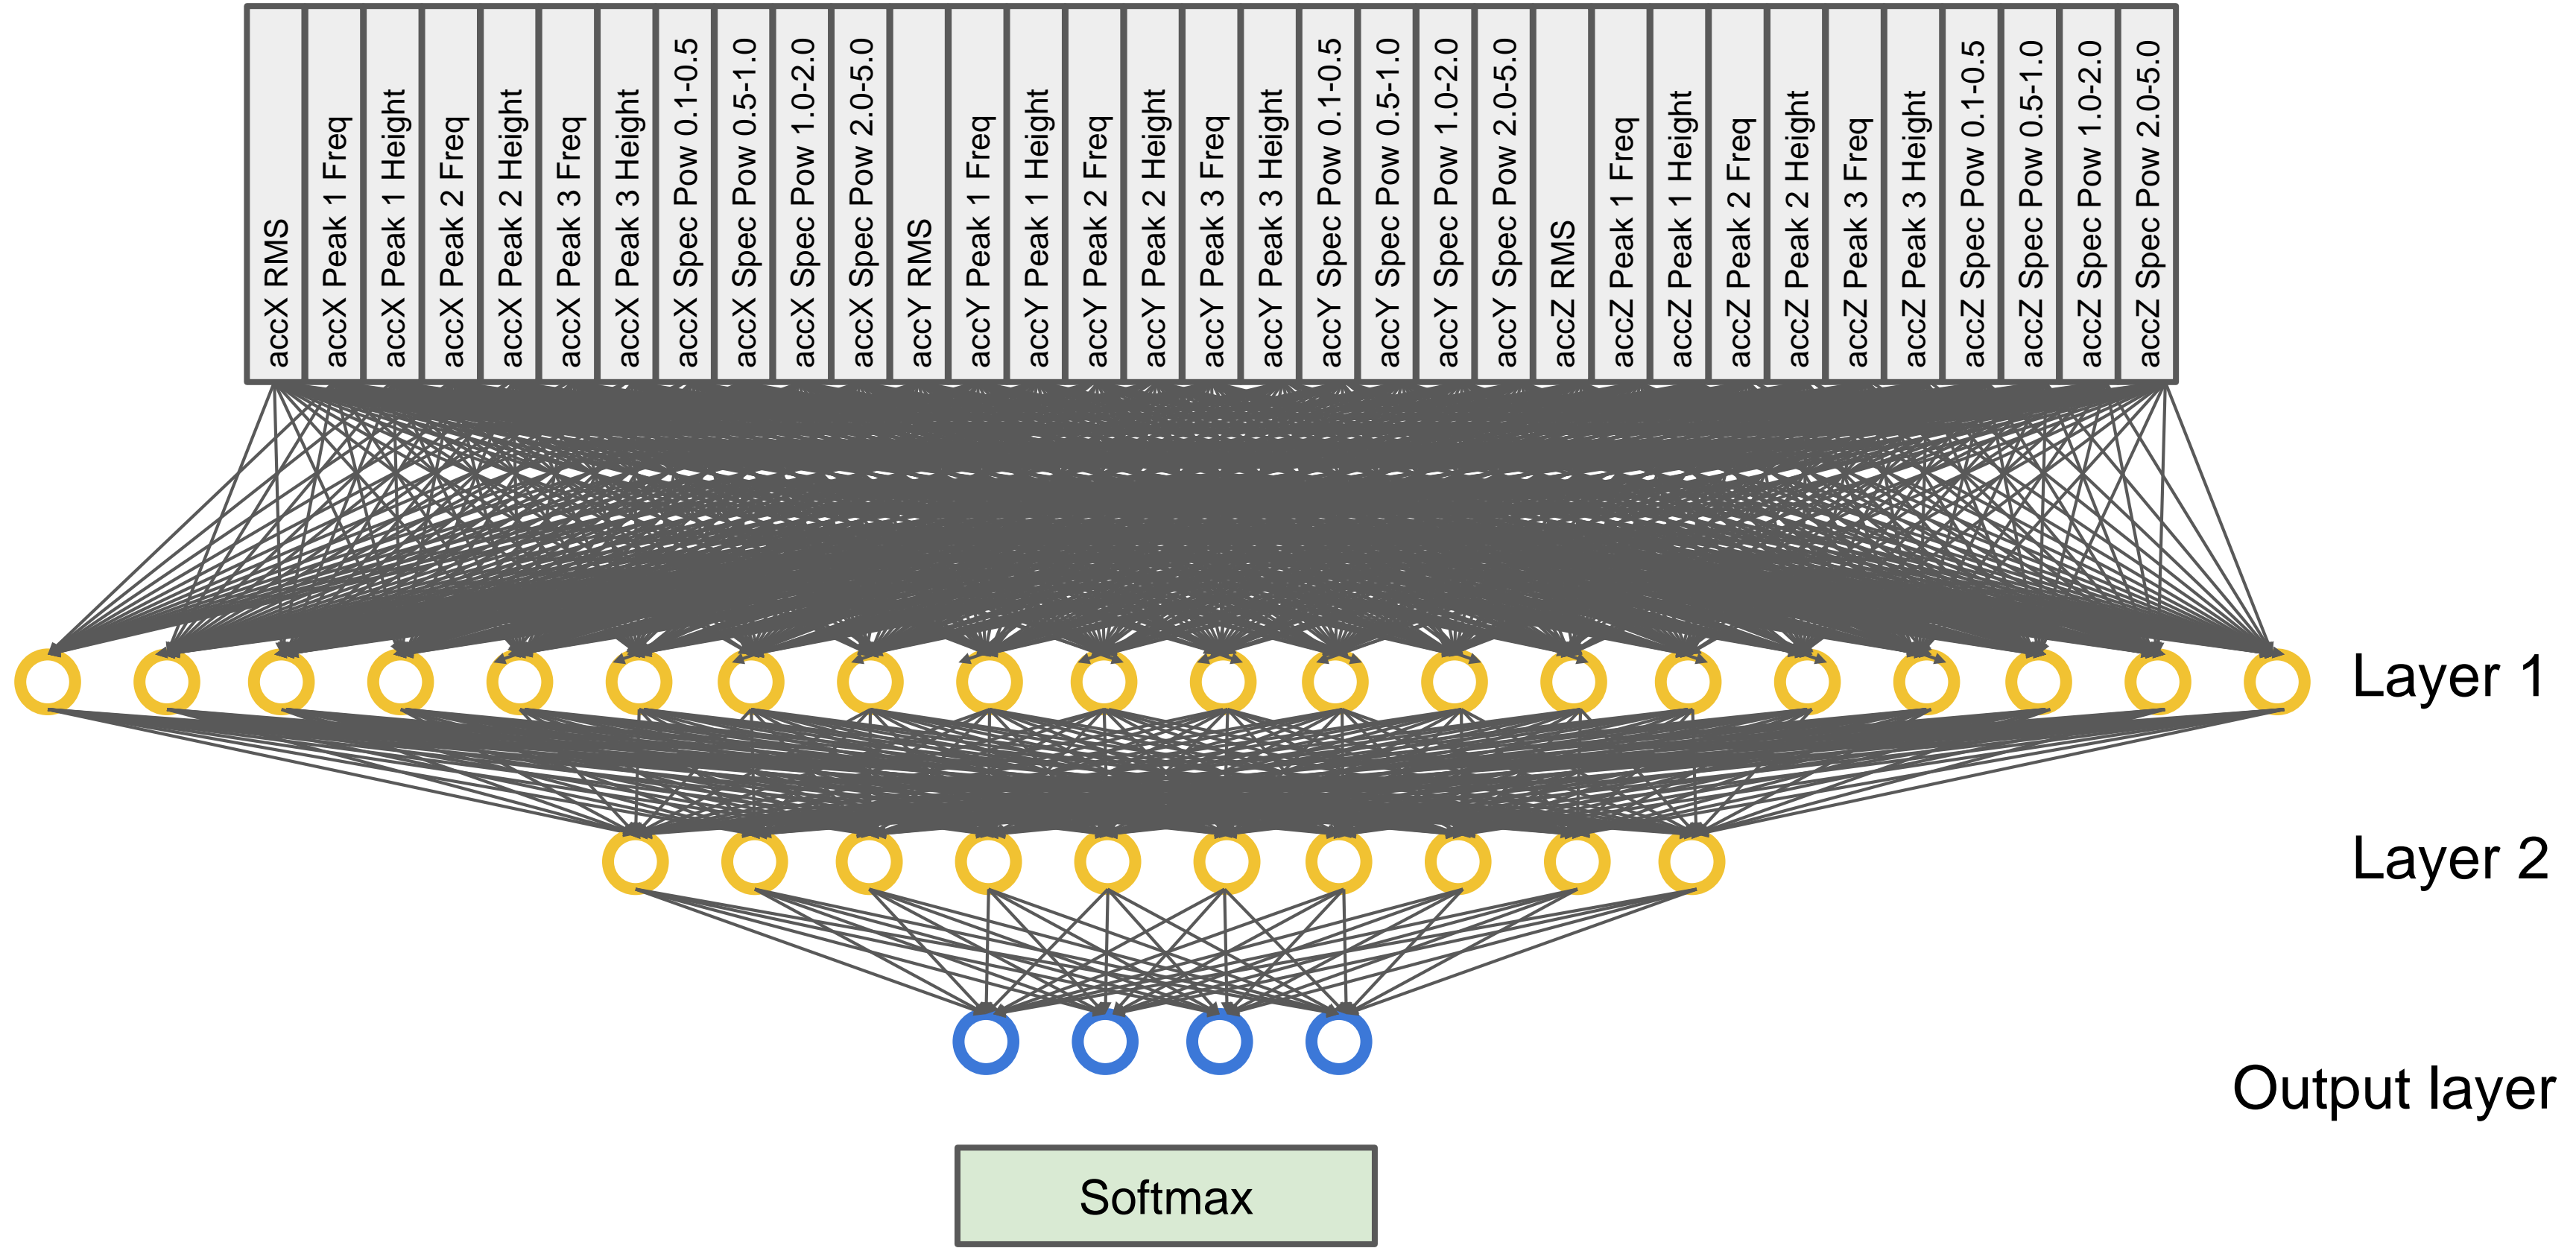 accX RMS
accX Peak 1 Freq
accX Peak 1 Height
accX Peak 2 Freq
accX Peak 2 Height
accX Peak 3 Freq
accX Peak 3 Height
accX Spec Pow 0.1-0.5
accX Spec Pow 0.5-1.0
accX Spec Pow 1.0-2.0
accX Spec Pow 2.0-5.0
accY RMS
accY Peak 1 Freq
accY Peak 1 Height
accY Peak 2 Freq
accY Peak 2 Height
accY Peak 3 Freq
accY Peak 3 Height
accY Spec Pow 0.1-0.5
accY Spec Pow 0.5-1.0
accY Spec Pow 1.0-2.0
accY Spec Pow 2.0-5.0
accZ RMS
accZ Peak 1 Freq
accZ Peak 1 Height
accZ Peak 2 Freq
accZ Peak 2 Height
accZ Peak 3 Freq
accZ Peak 3 Height
accZ Spec Pow 0.1-0.5
accZ Spec Pow 0.5-1.0
accZ Spec Pow 1.0-2.0
accZ Spec Pow 2.0-5.0
Layer 1
Layer 2
Output layer
Softmax